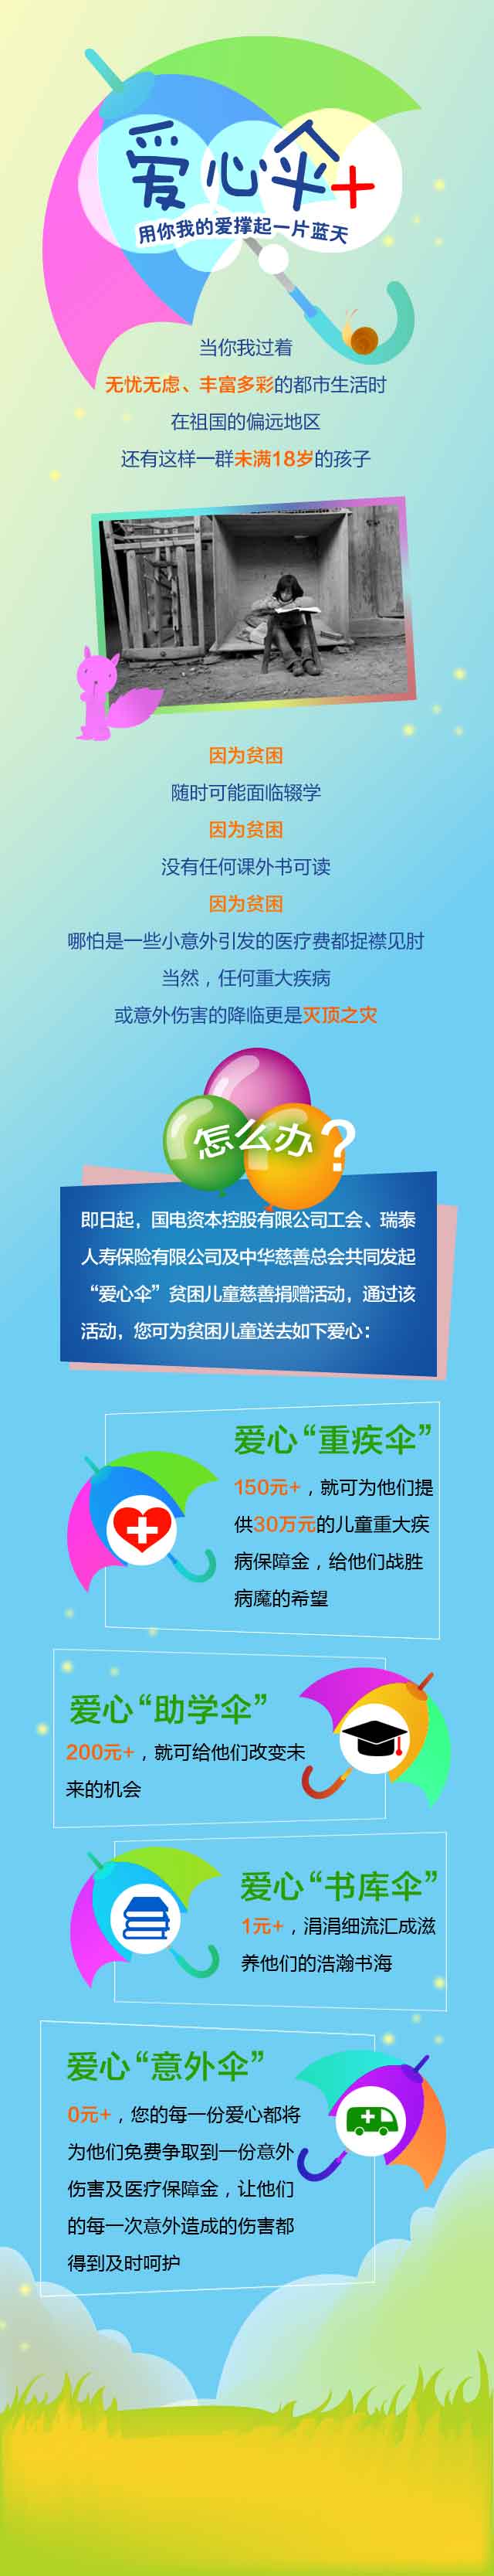 爱心伞+
用你我的爱撑起一片蓝天
当你我过着
无忧无虑、丰富多彩的都市生活时
在祖国的偏远地区
还有这样一群未满18岁的孩子
因为贫困
随时可能面临辍学
因为贫困
没有任何课外书可读
因为贫困
哪怕是一些小意外引发的医疗费都捉襟见肘
当然，任何重大疾病
或意外伤害的降临更是灭顶之灾
怎么办?
即日起，国电资本控股有限公司工会、瑞泰
人寿保险有限公司及中华慈善总会共同发起
“爱心伞”贫困儿童慈善捐赠活动，通过该
活动，您可为贫困儿童送去如下爱心：
爱心“重疾伞”
150元+，就可为他们提
供30万元的儿童重大疾
病保障金，给他们战胜
病魔的希望
爱心“助学伞”
200元+，就可给他们改变未
来的机会
爱心“书库伞”
1元+，涓涓细流汇成滋
养他们的浩瀚书海
爱心“意外伞”
0元+，您的每一份爱心都将
为他们免费争取到一份意外
伤害及医疗保障金，让他们
的每一次意外造成的伤害都
得到及时呵护